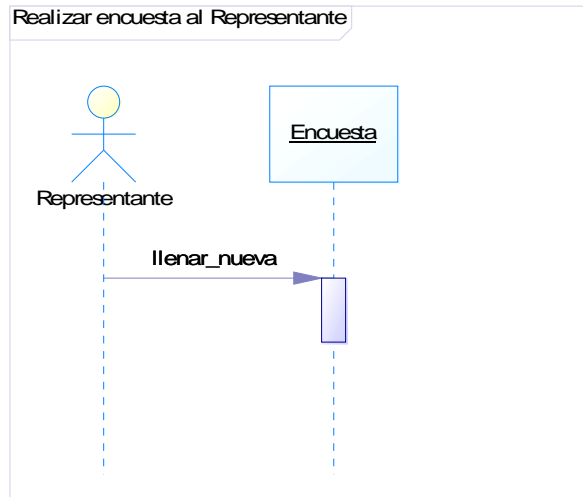 Realizar encuesta al Representante
Encuesta
Representante
llenar_nueva